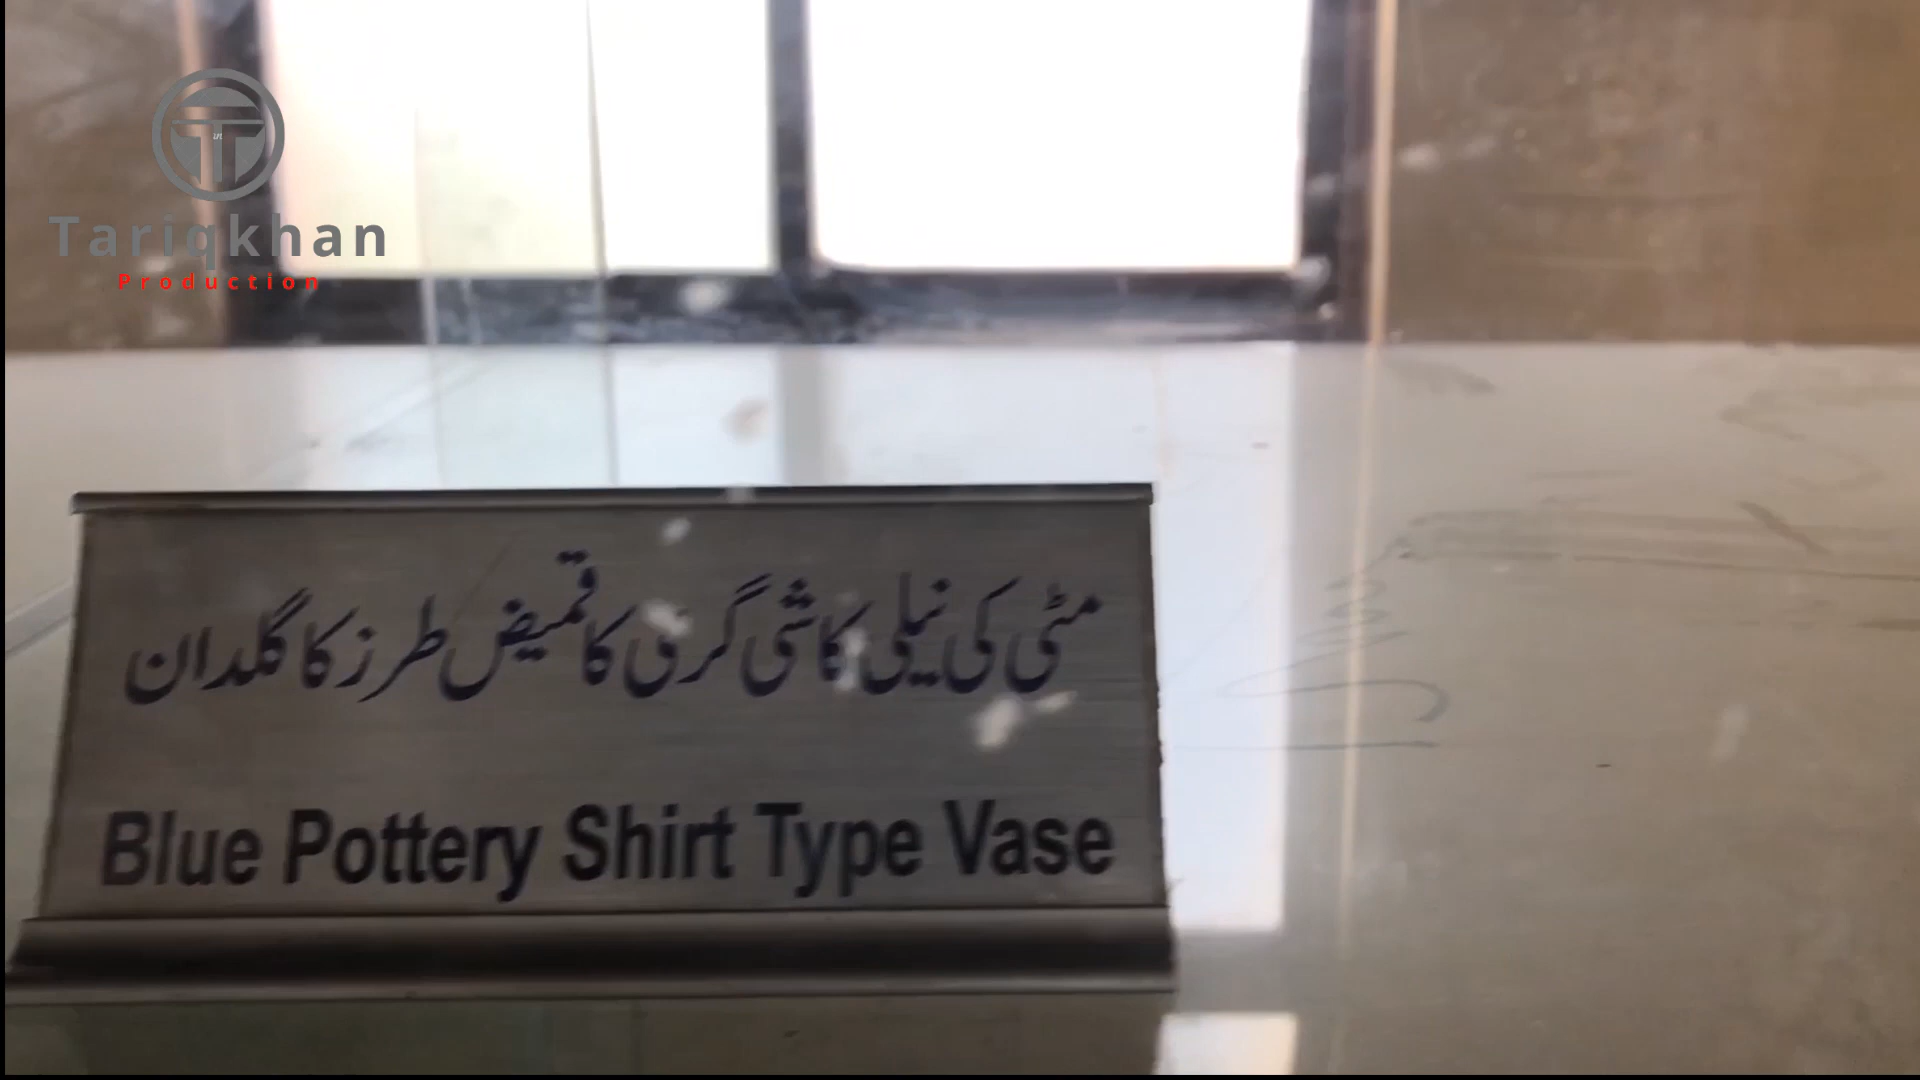 Tariqkhan
Production
مٹی کی نیلی کاشی گری کا قمیض طرز کا گلدان
Blue Pottery Shirt Type Vase